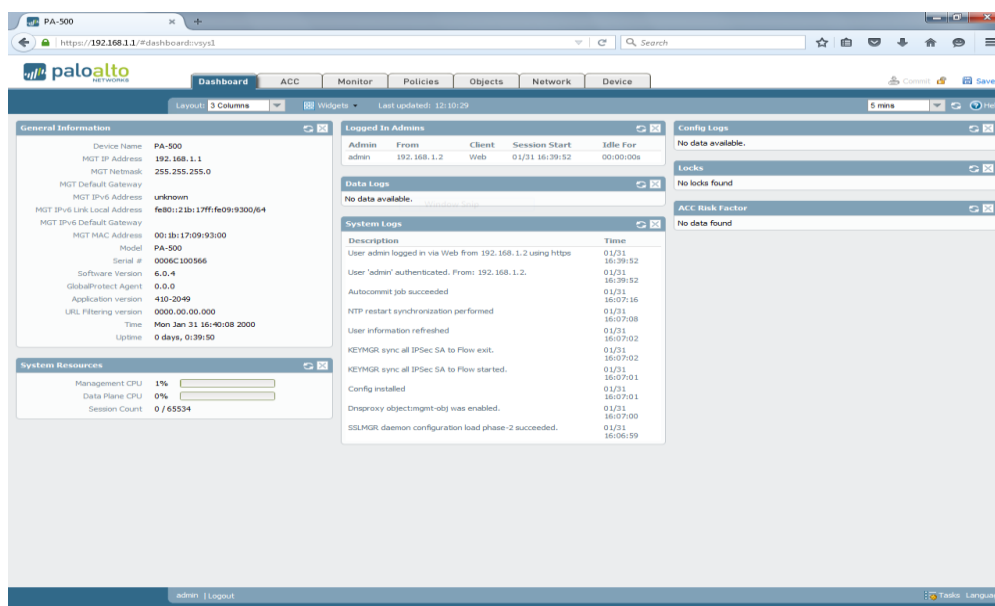 PA-500
https://192.168.1.1/#dashboard::vsys1
Search
paloalto
NETWORKS
Dashboard ACC Monitor Policies Objects Network Device
Commit Save
Layout: 3 Columns Widgets Last updated: 12:10:29 5 mins Hel
General Information
Device Name PA-500
MGT IP Address 192.168.1.1
MGT Netmask 255.255.255.0
MGT Default Gateway
MGT IPv6 Address unknown
MGT IPv6 Link Local Address fe80::21b:17ff:fe09:9300/64
MGT IPv6 Default Gateway
MGT MAC Address 00:1b:17:09:93:00
Model PA-500
Serial # 0006C100566
Software Version 6.0.4
GlobalProtect Agent 0.0.0
Application version 410-2049
URL Filtering version 0000.00.00.000
Time Mon Jan 31 16:40:08 2000
Uptime 0 days, 0:39:50
System Resources
Management CPU 1%
Data Plane CPU 0%
Session Count 0 / 65534
Logged In Admins
Admin From Client Session Start Idle For
admin 192.168.1.2 Web 01/31 16:39:52 00:00:00s
Data Logs
No data available.
Window Snip
System Logs
Description Time
User admin logged in via Web from 192.168.1.2 using https 01/31
16:39:52
User 'admin' authenticated. From: 192.168.1.2. 01/31
16:39:52
Autocommit job succeeded 01/31
16:07:16
NTP restart synchronization performed 01/31
16:07:08
User information refreshed 01/31
16:07:02
KEYMGR sync all IPSec SA to Flow exit. 01/31
16:07:02
KEYMGR sync all IPSec SA to Flow started. 01/31
16:07:01
Config installed 01/31
16:07:01
Dnsproxy object:mgmt-obj was enabled. 01/31
16:07:00
SSLMGR daemon configuration load phase-2 succeeded. 01/31
16:06:59
Config Logs
No data available.
Locks
No locks found
ACC Risk Factor
No data found
admin | Logout
Tasks Langua